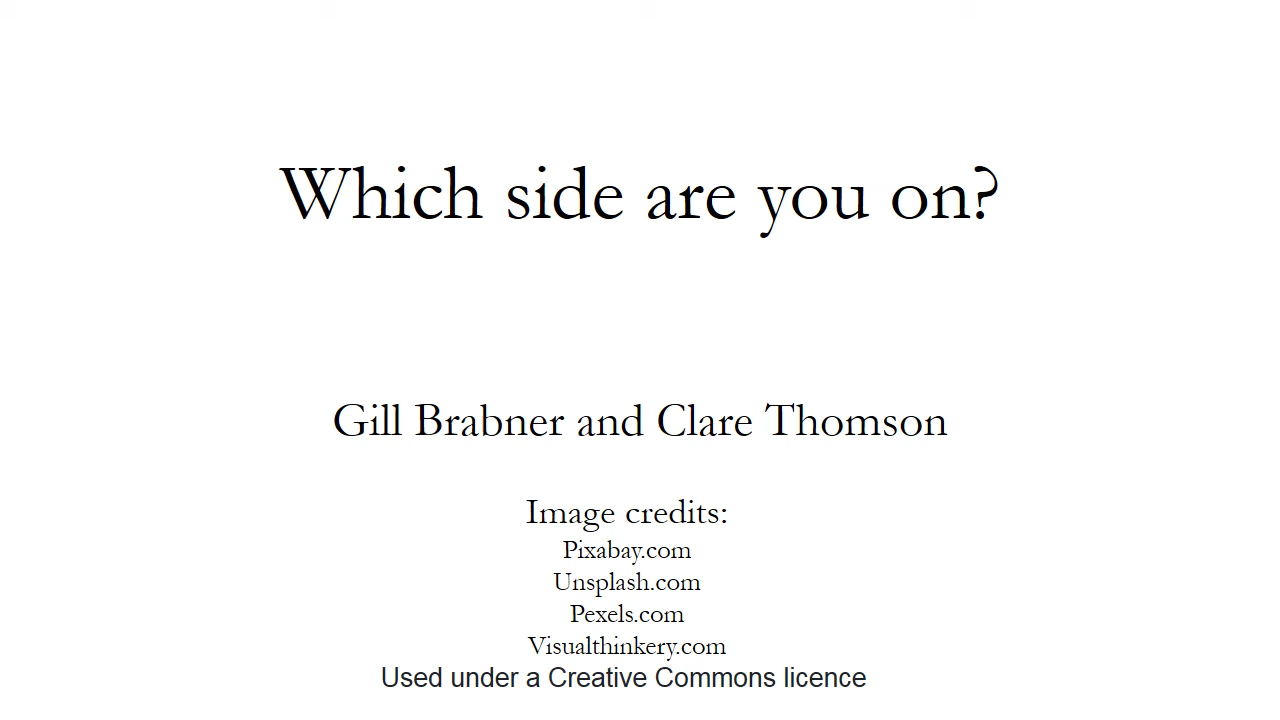 Which side are you on?
Gill Brabner and Clare Thomson
Image credits:
Pixabay.com
Unsplash.com
Pexels.com
Visualthinkery.com
Used under a Creative Commons licence